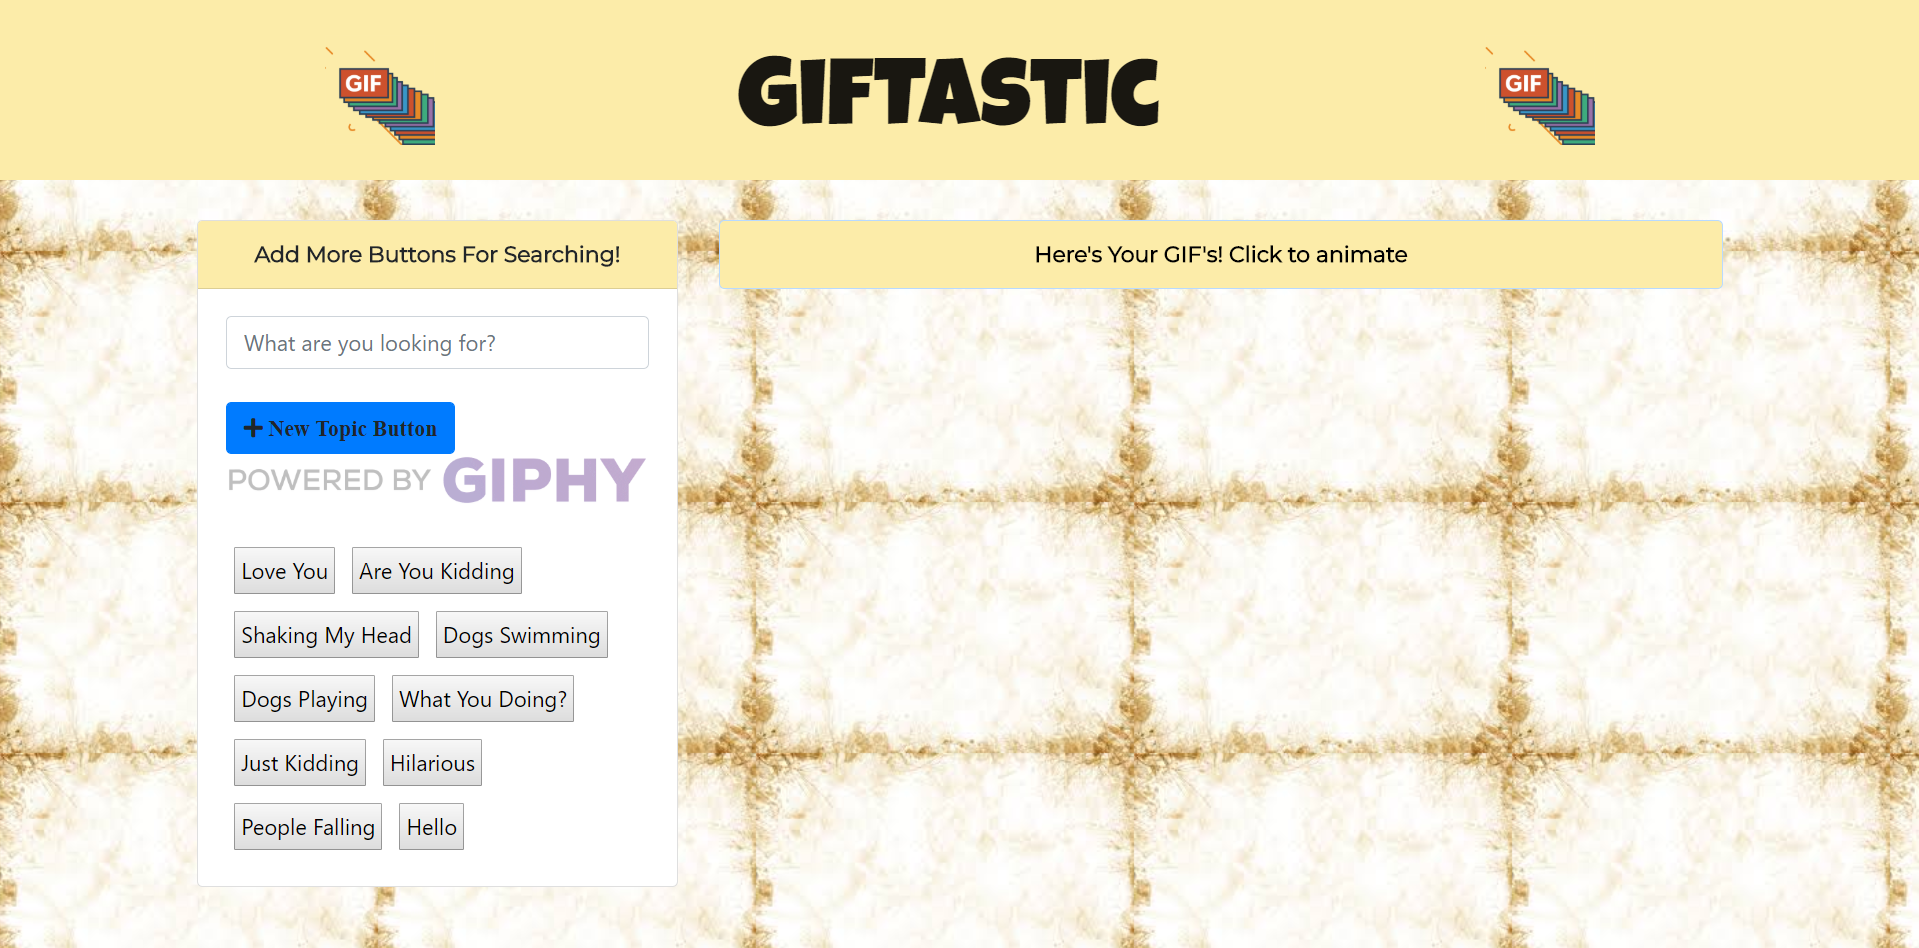 GIF
GIFTASTIC
GIF
Add More Buttons For Searching!
Here's Your GIF's! Click to animate
What are you looking for?
New Topic Button
POWERED BY GIPHY
Love You
Are You Kidding
Shaking My Head
Dogs Swimming
Dogs Playing
What You Doing?
Just Kidding
Hilarious
People Falling
Hello